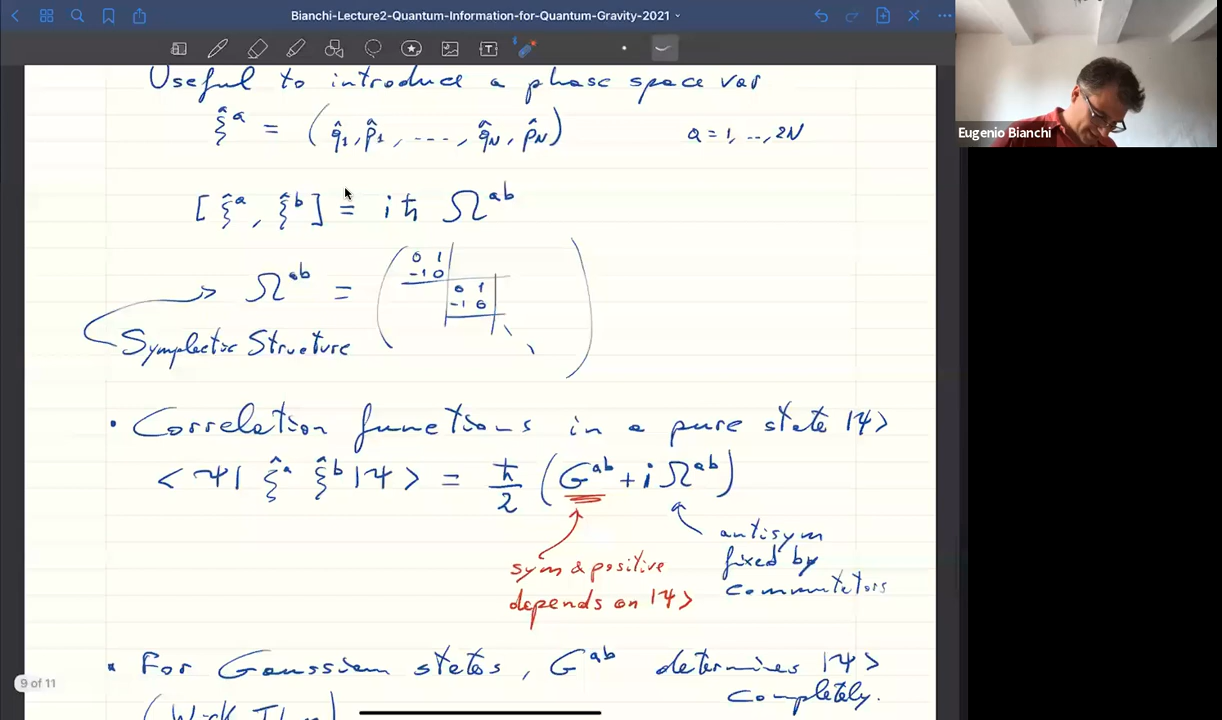 Bianchi-Lecture2-Quantum-Information-for-Quantum-Gravity-2021
Eugenio Bianchi
Useful to introduce a phase space var
ξ̂ᵃ = (q̂₁, p̂₁, ...., q̂_N, p̂_N) a = 1, .., 2N
[ξ̂ᵃ, ξ̂ᵇ] = iħ Ωᵃᵇ
Ωᵃᵇ = ( 0 1
-1 0
0 1
-1 0 )
Symplectic Structure
• Correlation functions in a pure state |ψ>
<ψ| ξ̂ᵃ ξ̂ᵇ |ψ> = ħ/2 (Gᵃᵇ + i Ωᵃᵇ)
sym & positive
depends on |ψ>
antisym
fixed by
commutators
• For Gaussian states, Gᵃᵇ determines |ψ>
completely.
9 of 11